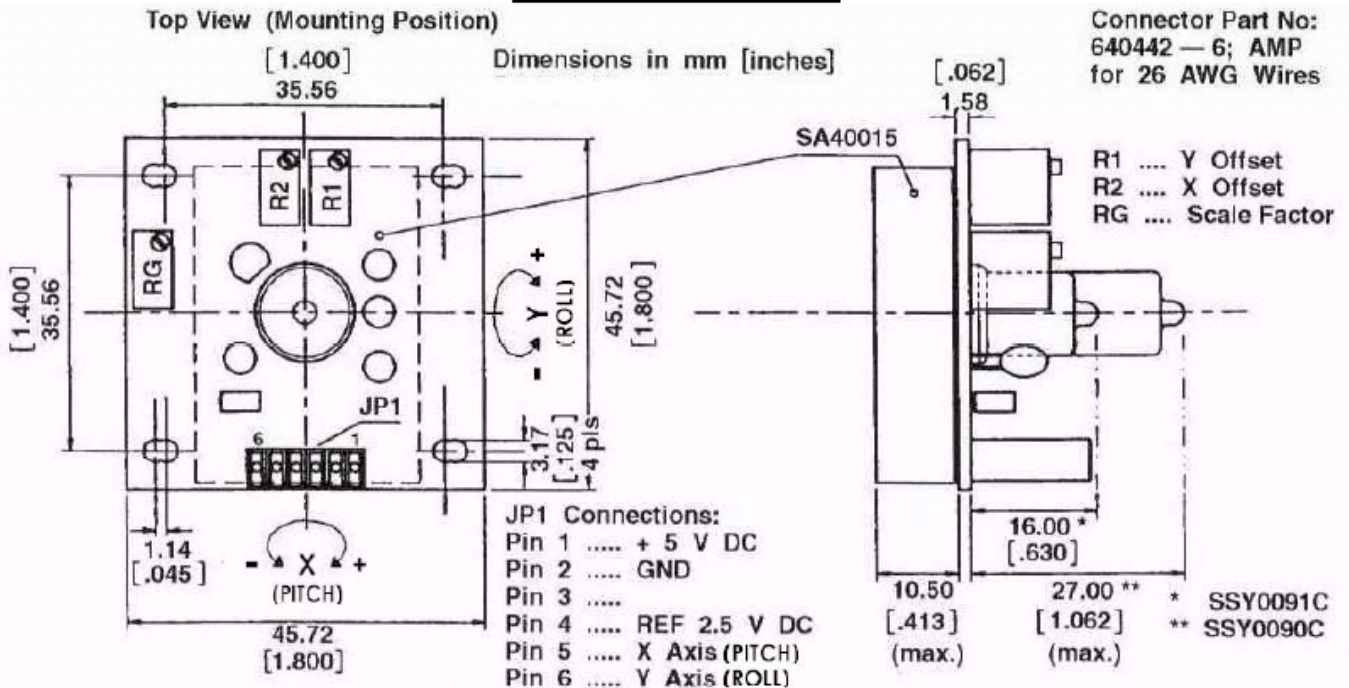 Top View (Mounting Position)
[1.400]
35.56
Dimensions in mm [inches]
[.062]
1.58
Connector Part No:
640442 — 6; AMP
for 26 AWG Wires
SA40015
R1 .... Y Offset
R2 .... X Offset
RG .... Scale Factor
R2
R1
RG
[1.400]
35.56
+
Y
(ROLL)
-
45.72
[1.800]
JP1
6
1
3.17
[.125]
4 pls
1.14
[.045]
- X +
(PITCH)
45.72
[1.800]
JP1 Connections:
Pin 1 ..... + 5 V DC
Pin 2 ..... GND
Pin 3 .....
Pin 4 ..... REF 2.5 V DC
Pin 5 ..... X Axis (PITCH)
Pin 6 ..... Y Axis (ROLL)
16.00 *
[.630]
10.50
[.413]
(max.)
27.00 **
[1.062]
(max.)
* SSY0091C
** SSY0090C